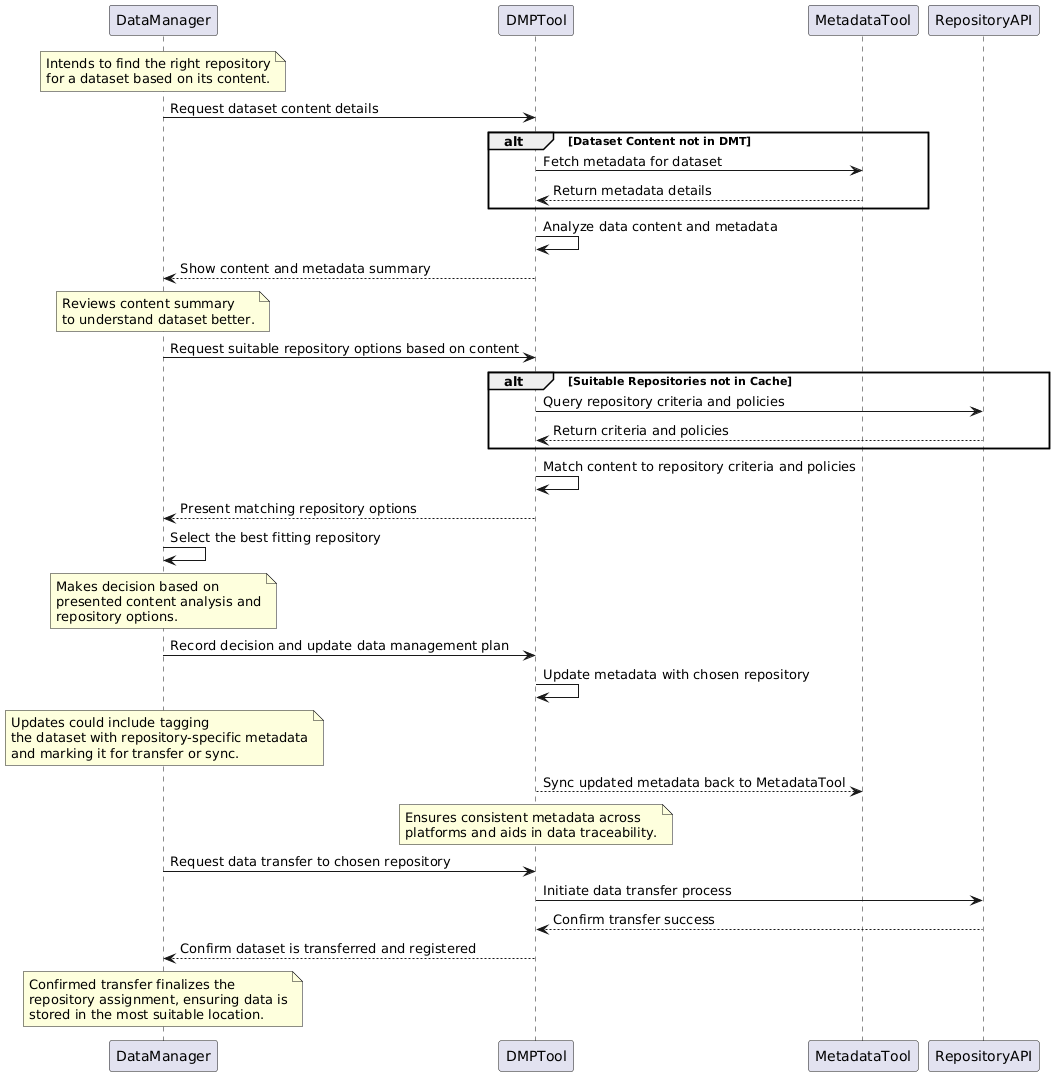 DataManager
DMPTool
MetadataTool
RepositoryAPI
Intends to find the right repository
for a dataset based on its content.
Request dataset content details
alt
[Dataset Content not in DMT]
Fetch metadata for dataset
Return metadata details
Analyze data content and metadata
Show content and metadata summary
Reviews content summary
to understand dataset better.
Request suitable repository options based on content
alt
[Suitable Repositories not in Cache]
Query repository criteria and policies
Return criteria and policies
Match content to repository criteria and policies
Present matching repository options
Select the best fitting repository
Makes decision based on
presented content analysis and
repository options.
Record decision and update data management plan
Update metadata with chosen repository
Updates could include tagging
the dataset with repository-specific metadata
and marking it for transfer or sync.
Sync updated metadata back to MetadataTool
Ensures consistent metadata across
platforms and aids in data traceability.
Request data transfer to chosen repository
Initiate data transfer process
Confirm transfer success
Confirm dataset is transferred and registered
Confirmed transfer finalizes the
repository assignment, ensuring data is
stored in the most suitable location.
DataManager
DMPTool
MetadataTool
RepositoryAPI